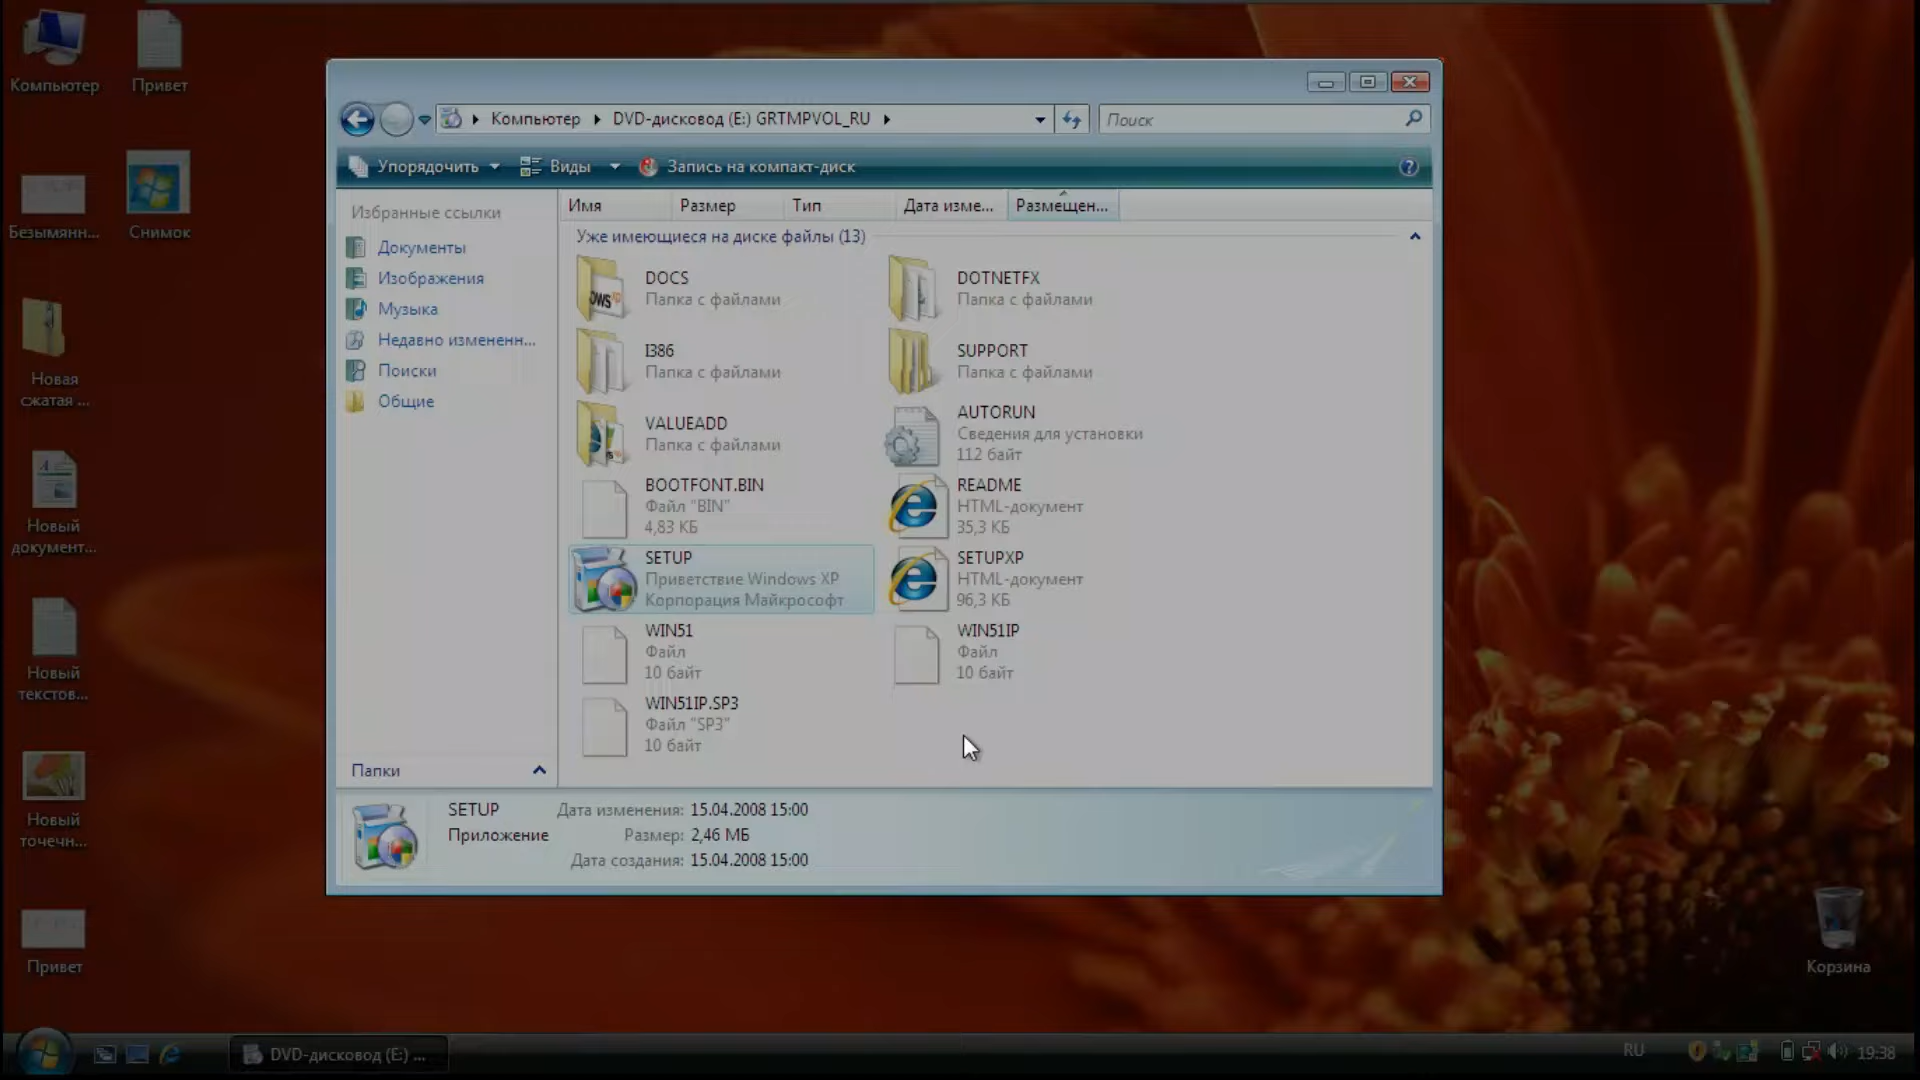 Компьютер
Привет
Безымянн...
Снимок
Новая
сжатая ...
Новый
документ...
Новый
текстов...
Новый
точечн...
Привет
Компьютер
DVD-дисковод (E:) GRTMPVOL_RU
Поиск
Упорядочить
Виды
Запись на компакт-диск
Избранные ссылки
Документы
Изображения
Музыка
Недавно измененн...
Поиски
Общие
Папки
Имя
Размер
Тип
Дата изме...
Размещен...
Уже имеющиеся на диске файлы (13)
DOCS
Папка с файлами
DOTNETFX
Папка с файлами
I386
Папка с файлами
SUPPORT
Папка с файлами
VALUEADD
Папка с файлами
AUTORUN
Сведения для установки
112 байт
BOOTFONT.BIN
Файл "BIN"
4,83 КБ
README
HTML-документ
35,3 КБ
SETUP
Приветствие Windows XP
Корпорация Майкрософт
SETUPXP
HTML-документ
96,3 КБ
WIN51
Файл
10 байт
WIN51IP
Файл
10 байт
WIN51IP.SP3
Файл "SP3"
10 байт
SETUP
Приложение
Дата изменения: 15.04.2008 15:00
Размер: 2,46 МБ
Дата создания: 15.04.2008 15:00
Корзина
DVD-дисковод (E:) ...
RU
19:38